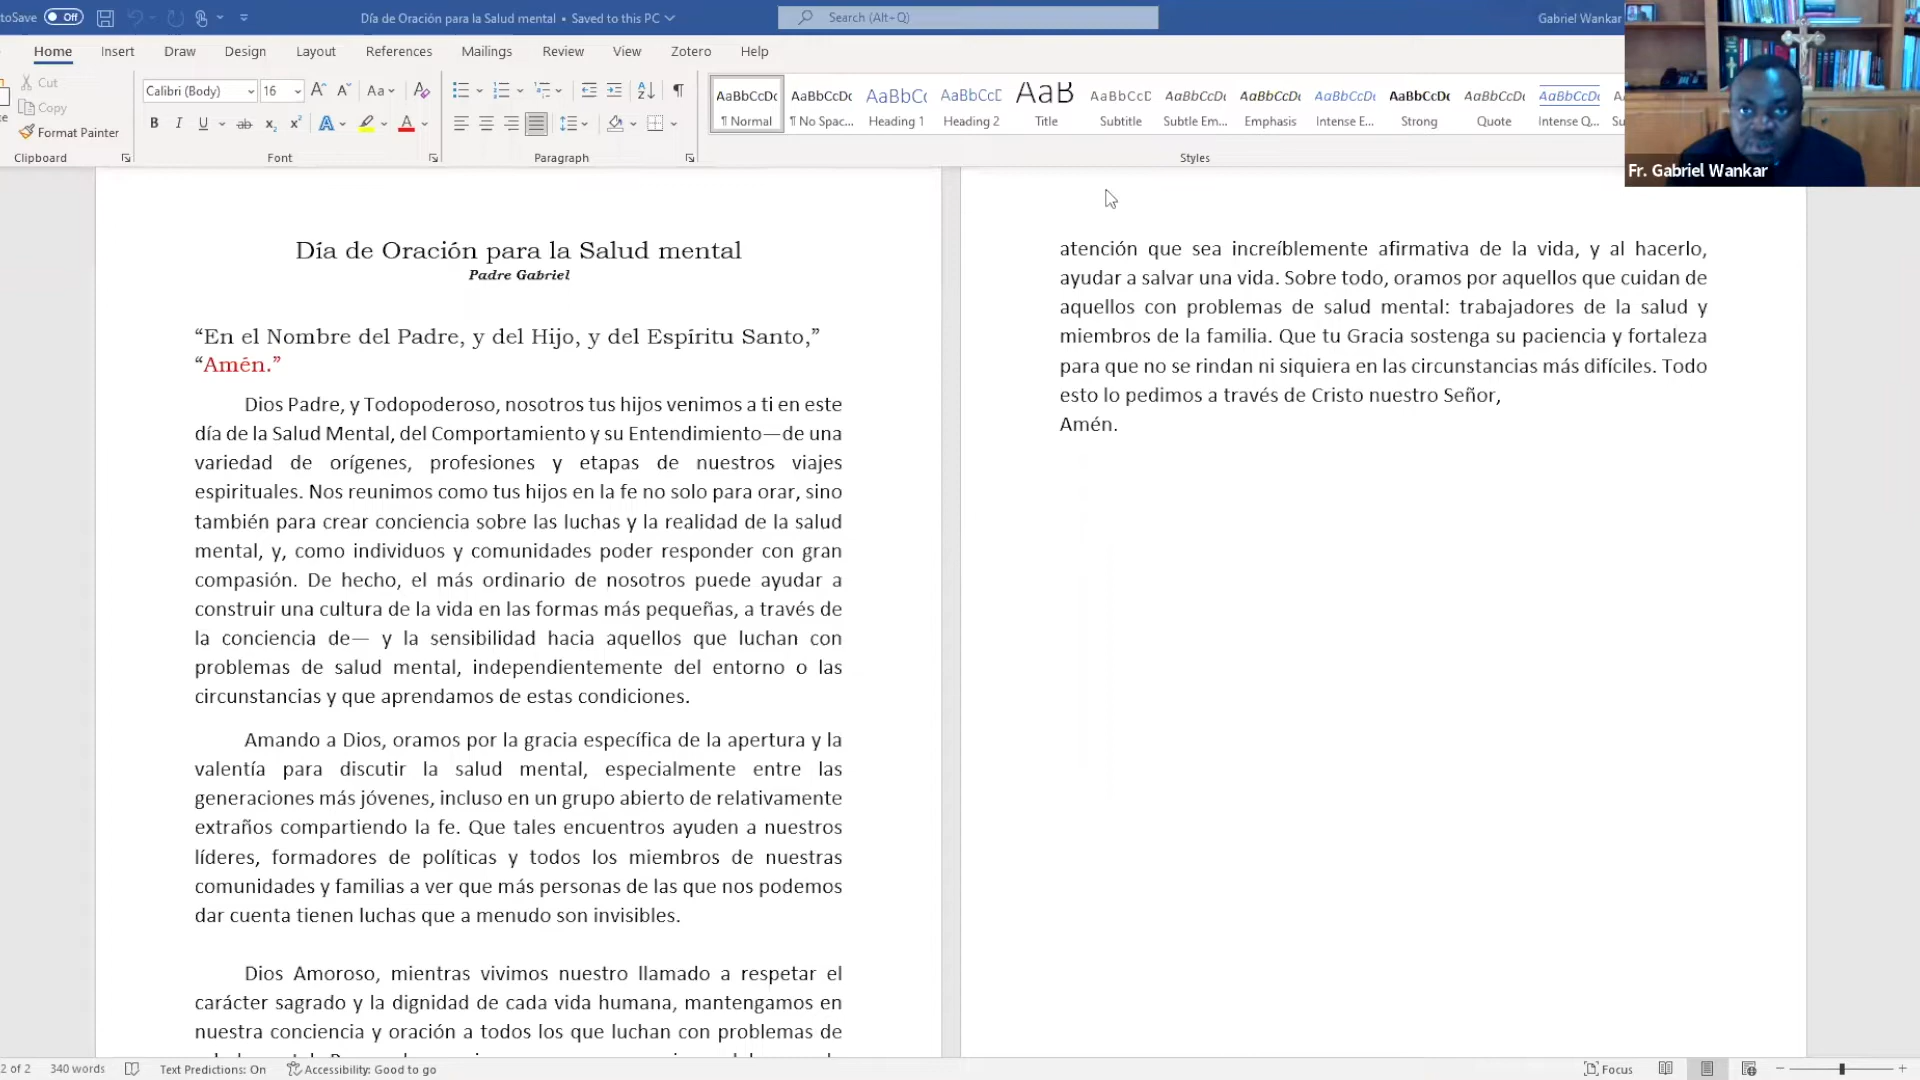 toSave Off Día de Oración para la Salud mental • Saved to this PC Search (Alt+Q) Gabriel Wankar
Home Insert Draw Design Layout References Mailings Review View Zotero Help
Cut
Copy
Format Painter
Calibri (Body) 16
AaBbCcDc AaBbCcDc AaBbCc AaBbCcD AaB AaBbCcD AaBbCcDc AaBbCcDc AaBbCcDc AaBbCcDc AaBbCcDc AaBbCcDc
¶ Normal ¶ No Spac... Heading 1 Heading 2 Title Subtitle Subtle Em... Emphasis Intense E... Strong Quote Intense Q...
Clipboard Font Paragraph Styles
Fr. Gabriel Wankar
Día de Oración para la Salud mental
Padre Gabriel
“En el Nombre del Padre, y del Hijo, y del Espíritu Santo,”
“Amén.”
Dios Padre, y Todopoderoso, nosotros tus hijos venimos a ti en este
día de la Salud Mental, del Comportamiento y su Entendimiento—de una
variedad de orígenes, profesiones y etapas de nuestros viajes
espirituales. Nos reunimos como tus hijos en la fe no solo para orar, sino
también para crear conciencia sobre las luchas y la realidad de la salud
mental, y, como individuos y comunidades poder responder con gran
compasión. De hecho, el más ordinario de nosotros puede ayudar a
construir una cultura de la vida en las formas más pequeñas, a través de
la conciencia de— y la sensibilidad hacia aquellos que luchan con
problemas de salud mental, independientemente del entorno o las
circunstancias y que aprendamos de estas condiciones.
Amando a Dios, oramos por la gracia específica de la apertura y la
valentía para discutir la salud mental, especialmente entre las
generaciones más jóvenes, incluso en un grupo abierto de relativamente
extraños compartiendo la fe. Que tales encuentros ayuden a nuestros
líderes, formadores de políticas y todos los miembros de nuestras
comunidades y familias a ver que más personas de las que nos podemos
dar cuenta tienen luchas que a menudo son invisibles.
Dios Amoroso, mientras vivimos nuestro llamado a respetar el
carácter sagrado y la dignidad de cada vida humana, mantengamos en
nuestra conciencia y oración a todos los que luchan con problemas de
atención que sea increíblemente afirmativa de la vida, y al hacerlo,
ayudar a salvar una vida. Sobre todo, oramos por aquellos que cuidan de
aquellos con problemas de salud mental: trabajadores de la salud y
miembros de la familia. Que tu Gracia sostenga su paciencia y fortaleza
para que no se rindan ni siquiera en las circunstancias más difíciles. Todo
esto lo pedimos a través de Cristo nuestro Señor,
Amén.
2 of 2 340 words Text Predictions: On Accessibility: Good to go Focus